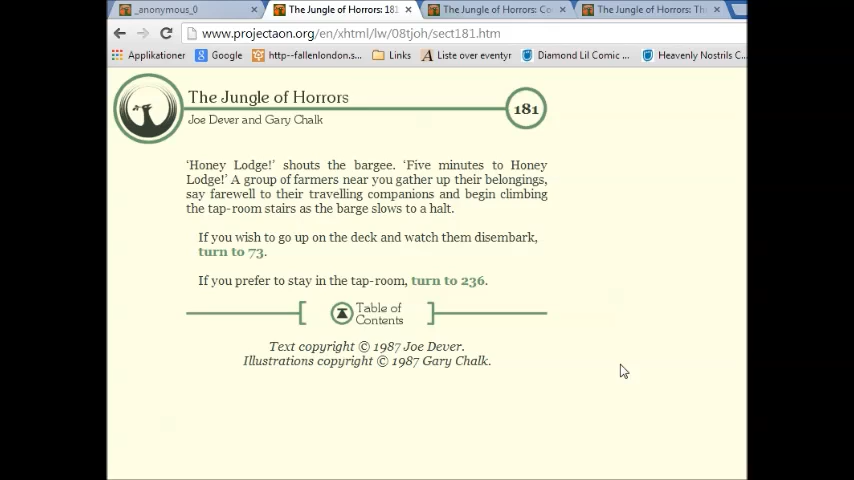 _anonymous_0
The Jungle of Horrors: 181
The Jungle of Horrors: Co
The Jungle of Horrors: Th
www.projectaon.org/en/xhtml/lw/08tjoh/sect181.htm
Applikationer
Google
http--fallenlondon.s...
Links
Liste over eventyr
Diamond Lil Comic ...
Heavenly Nostrils C...
The Jungle of Horrors
181
Joe Dever and Gary Chalk
‘Honey Lodge!’ shouts the bargee. ‘Five minutes to Honey
Lodge!’ A group of farmers near you gather up their belongings,
say farewell to their travelling companions and begin climbing
the tap-room stairs as the barge slows to a halt.
If you wish to go up on the deck and watch them disembark,
turn to 73.
If you prefer to stay in the tap-room, turn to 236.
Table of
Contents
Text copyright © 1987 Joe Dever.
Illustrations copyright © 1987 Gary Chalk.